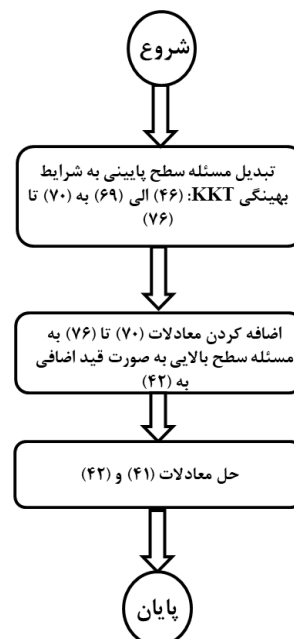 شروع
تبدیل مسئله سطح پایینی به شرایط
بهینگی KKT: (۴۶) الی (۶۹) به (۷۰) تا
(۷۶)
اضافه کردن معادلات (۷۰) تا (۷۶) به
مسئله سطح بالایی به صورت قید اضافی
به (۴۲)
حل معادلات (۴۱) و (۴۲)
پایان